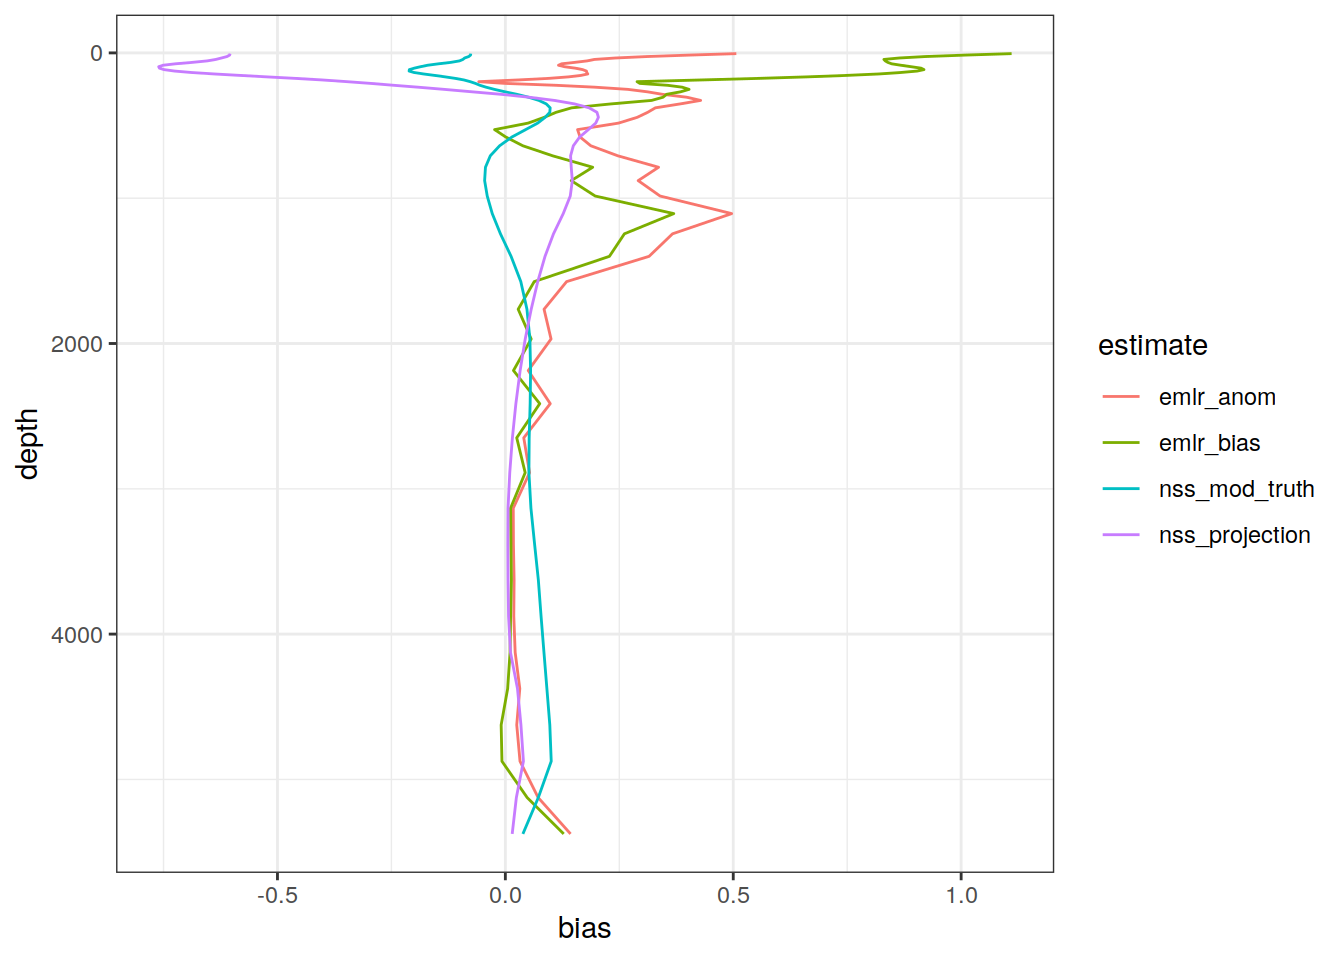 0
2000
4000
depth
-0.5
0.0
0.5
1.0
bias
estimate
emlr_anom
emlr_bias
nss_mod_truth
nss_projection